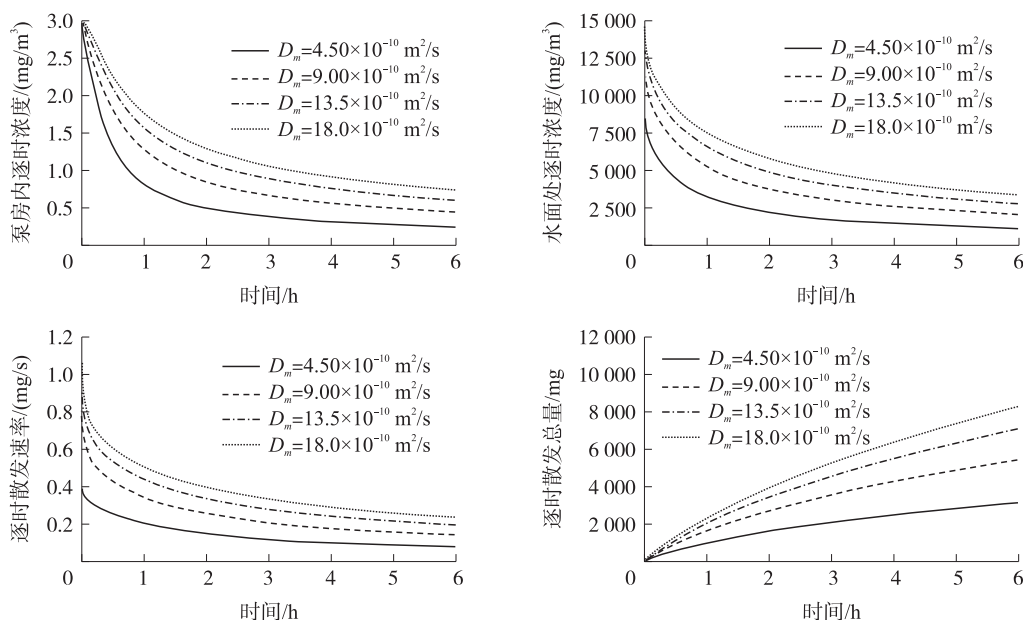 泵房内逐时浓度/(mg/m³)
3.0
2.5
2.0
1.5
1.0
0.5
0
Dₘ=4.50×10⁻¹⁰ m²/s
Dₘ=9.00×10⁻¹⁰ m²/s
Dₘ=13.5×10⁻¹⁰ m²/s
Dₘ=18.0×10⁻¹⁰ m²/s
1 2 3 4 5 6
时间/h
水面处逐时浓度/(mg/m³)
15 000
12 500
10 000
7 500
5 000
2 500
0
Dₘ=4.50×10⁻¹⁰ m²/s
Dₘ=9.00×10⁻¹⁰ m²/s
Dₘ=13.5×10⁻¹⁰ m²/s
Dₘ=18.0×10⁻¹⁰ m²/s
1 2 3 4 5 6
时间/h
逐时散发速率/(mg/s)
1.2
1.0
0.8
0.6
0.4
0.2
0
Dₘ=4.50×10⁻¹⁰ m²/s
Dₘ=9.00×10⁻¹⁰ m²/s
Dₘ=13.5×10⁻¹⁰ m²/s
Dₘ=18.0×10⁻¹⁰ m²/s
1 2 3 4 5 6
时间/h
逐时散发总量/mg
12 000
10 000
8 000
6 000
4 000
2 000
0
Dₘ=4.50×10⁻¹⁰ m²/s
Dₘ=9.00×10⁻¹⁰ m²/s
Dₘ=13.5×10⁻¹⁰ m²/s
Dₘ=18.0×10⁻¹⁰ m²/s
1 2 3 4 5 6
时间/h